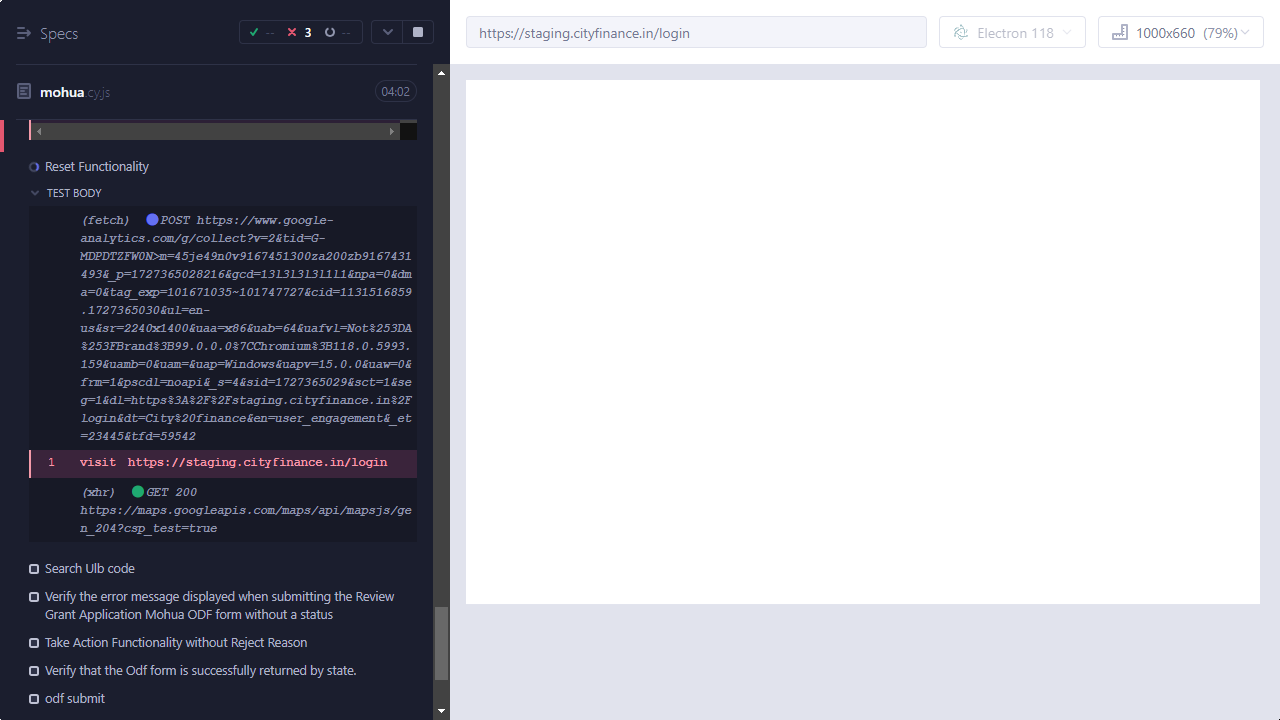 Specs
-- 3 --
https://staging.cityfinance.in/login
Electron 118
1000x660 (79%)
mohua.cy.js
04:02
Reset Functionality
TEST BODY
(fetch) POST https://www.google-
analytics.com/g/collect?v=2&tid=G-
MDPDTZFW0N>m=45je49n0v9167451300za200zb9167431
493&_p=1727365028216&gcd=13l3l3l3l1l1&npa=0&dm
a=0&tag_exp=101671035~101747727&cid=1131516859
.1727365030&ul=en-
us&sr=2240x1400&uaa=x86&uab=64&uafvl=Not%253DA
%253FBrand%3B99.0.0.0%7CChromium%3B118.0.5993.
159&uamb=0&uam=&uap=Windows&uapv=15.0.0&uaw=0&
frm=1&pscdl=noapi&_s=4&sid=1727365029&sct=1&se
g=1&dl=https%3A%2F%2Fstaging.cityfinance.in%2F
login&dt=City%20finance&en=user_engagement&_et
=23445&tfd=59542
1 visit https://staging.cityfinance.in/login
(xhr) GET 200
https://maps.googleapis.com/maps/api/mapsjs/ge
n_204?csp_test=true
Search Ulb code
Verify the error message displayed when submitting the Review
Grant Application Mohua ODF form without a status
Take Action Functionality without Reject Reason
Verify that the Odf form is successfully returned by state.
odf submit